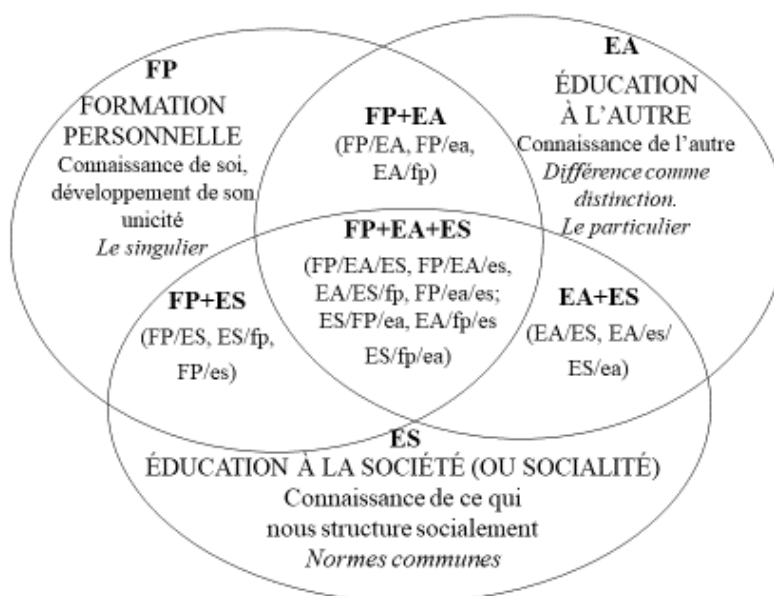 FP
FORMATION
PERSONNELLE
Connaissance de soi,
développement de son
unicité
Le singulier
EA
ÉDUCATION
À L'AUTRE
Connaissance de l'autre
Différence comme
distinction.
Le particulier
FP+EA
(FP/EA, FP/ea,
EA/fp)
FP+EA+ES
(FP/EA/ES, FP/EA/es,
EA/ES/fp, FP/ea/es;
ES/FP/ea, EA/fp/es
ES/fp/ea)
FP+ES
(FP/ES, ES/fp,
FP/es)
EA+ES
(EA/ES, EA/es/
ES/ea)
ES
ÉDUCATION À LA SOCIÉTÉ (OU SOCIALITÉ)
Connaissance de ce qui
nous structure socialement
Normes communes